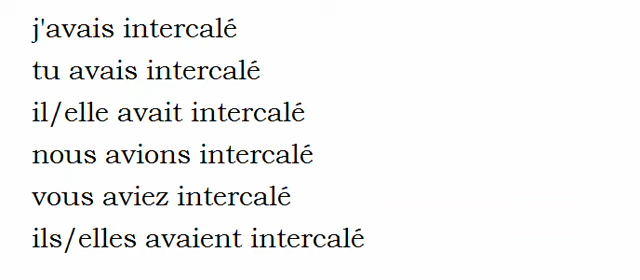 j'avais intercalé
tu avais intercalé
il/elle avait intercalé
nous avions intercalé
vous aviez intercalé
ils/elles avaient intercalé